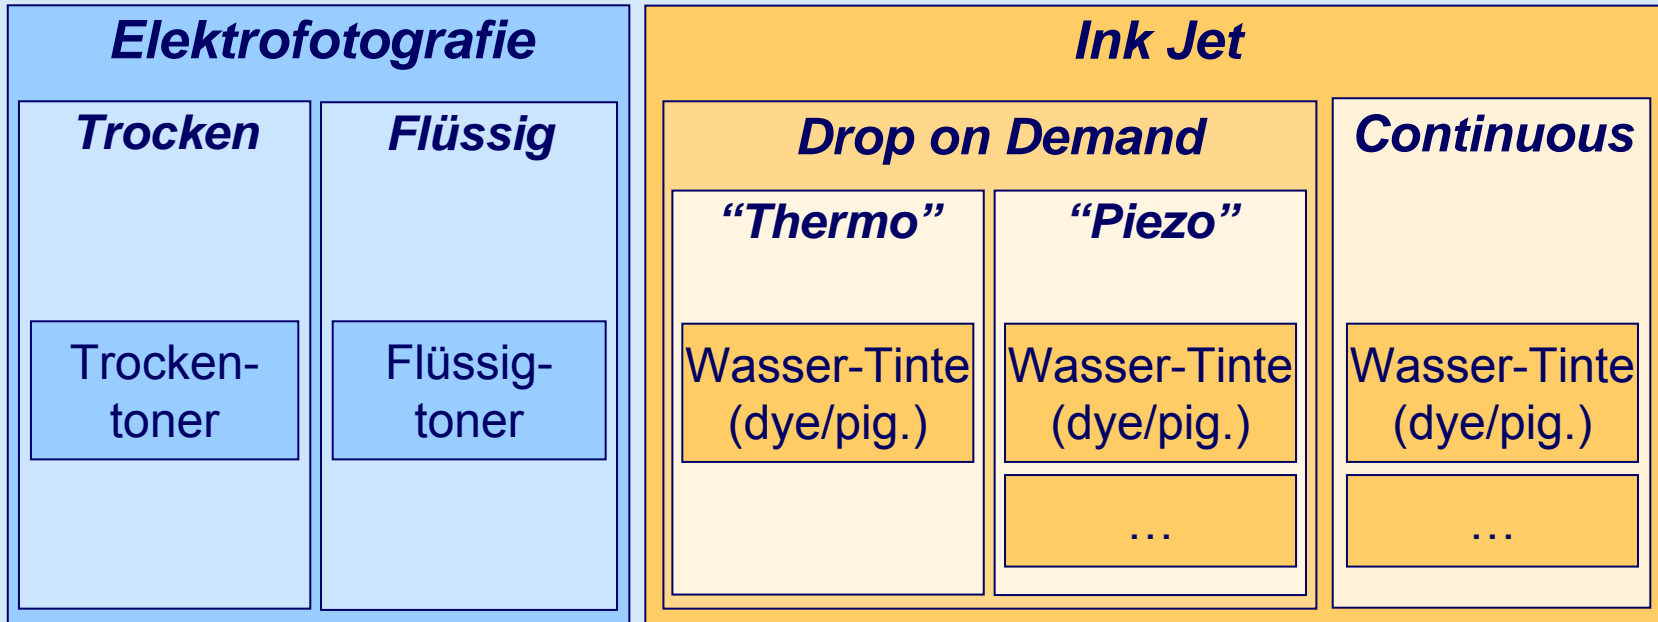 Elektrofotografie
Trocken
Trocken-
toner
Flüssig
Flüssig-
toner
Ink Jet
Drop on Demand
“Thermo”
Wasser-Tinte
(dye/pig.)
“Piezo”
Wasser-Tinte
(dye/pig.)
…
Continuous
Wasser-Tinte
(dye/pig.)
…